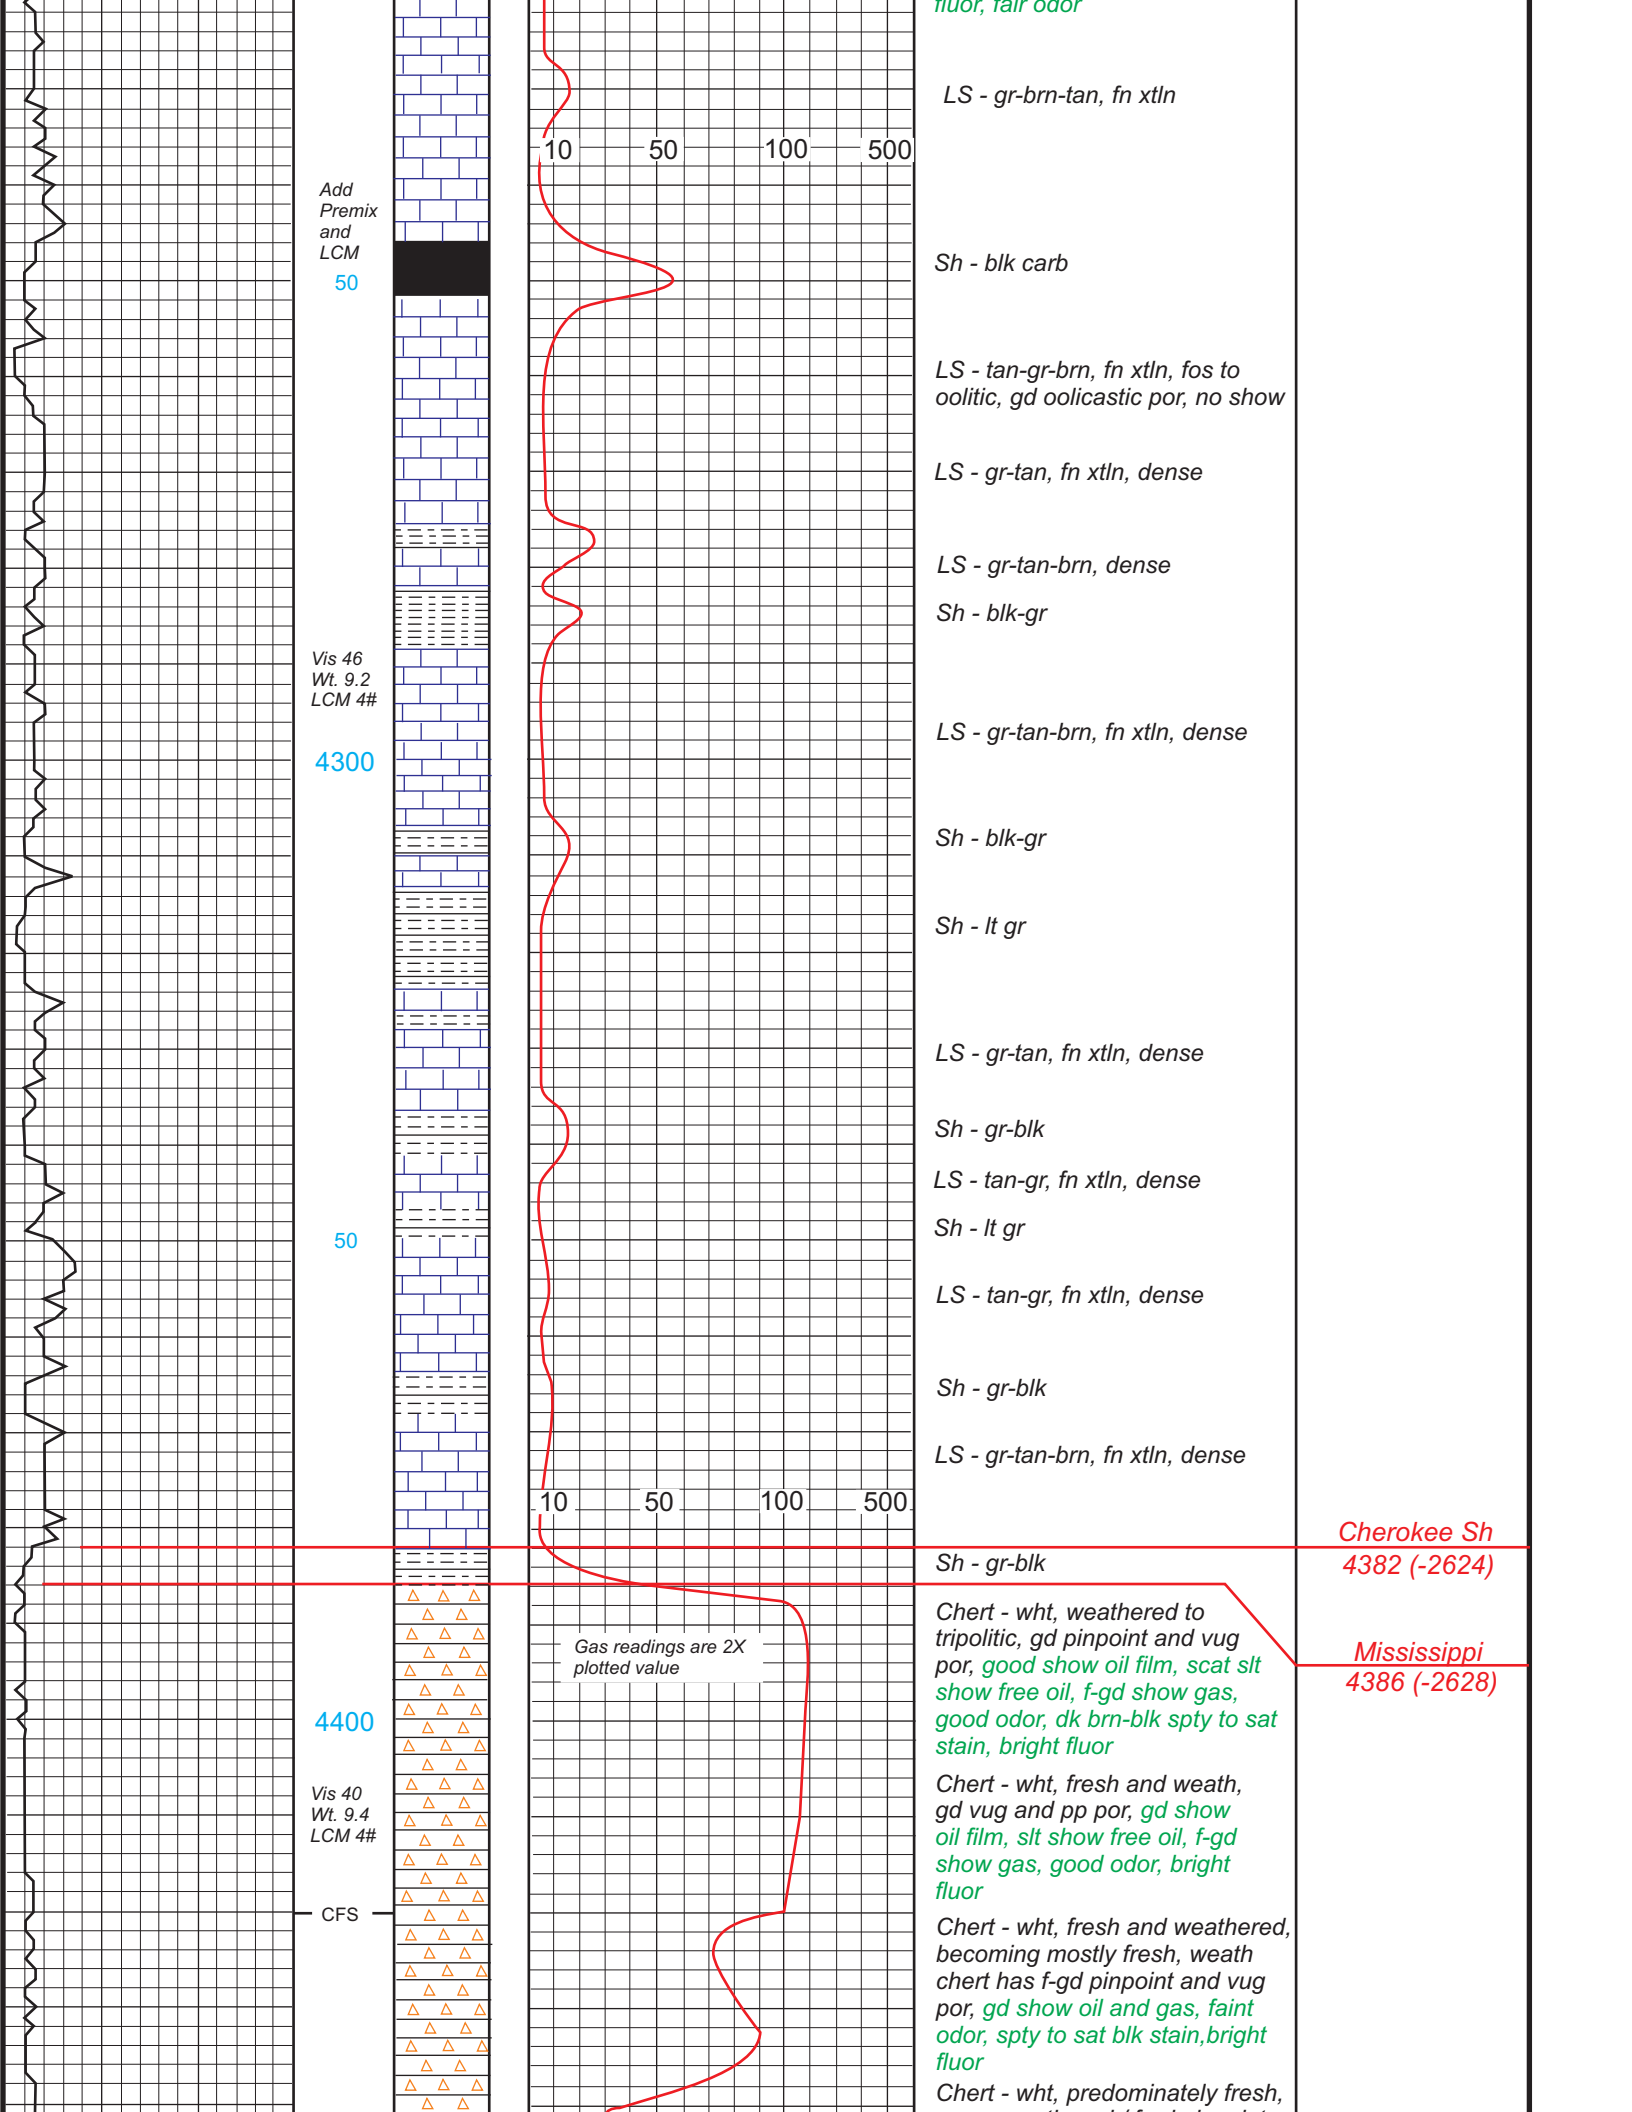 fluor, fair odor
LS - gr-brn-tan, fn xtln
10 50 100 500
Add
Premix
and
LCM
50
Sh - blk carb
LS - tan-gr-brn, fn xtln, fos to
oolitic, gd oolicastic por, no show
LS - gr-tan, fn xtln, dense
LS - gr-tan-brn, dense
Sh - blk-gr
Vis 46
Wt. 9.2
LCM 4#
LS - gr-tan-brn, fn xtln, dense
4300
Sh - blk-gr
Sh - lt gr
LS - gr-tan, fn xtln, dense
Sh - gr-blk
LS - tan-gr, fn xtln, dense
Sh - lt gr
50
LS - tan-gr, fn xtln, dense
Sh - gr-blk
LS - gr-tan-brn, fn xtln, dense
10 50 100 500
Cherokee Sh
4382 (-2624)
Sh - gr-blk
Chert - wht, weathered to
tripolitic, gd pinpoint and vug
por, good show oil film, scat slt
show free oil, f-gd show gas,
good odor, dk brn-blk spty to sat
stain, bright fluor
Gas readings are 2X
plotted value
Mississippi
4386 (-2628)
4400
Vis 40
Wt. 9.4
LCM 4#
Chert - wht, fresh and weath,
gd vug and pp por, gd show
oil film, slt show free oil, f-gd
show gas, good odor, bright
fluor
CFS
Chert - wht, fresh and weathered,
becoming mostly fresh, weath
chert has f-gd pinpoint and vug
por, gd show oil and gas, faint
odor, spty to sat blk stain,bright
fluor
Chert - wht, predominately fresh,